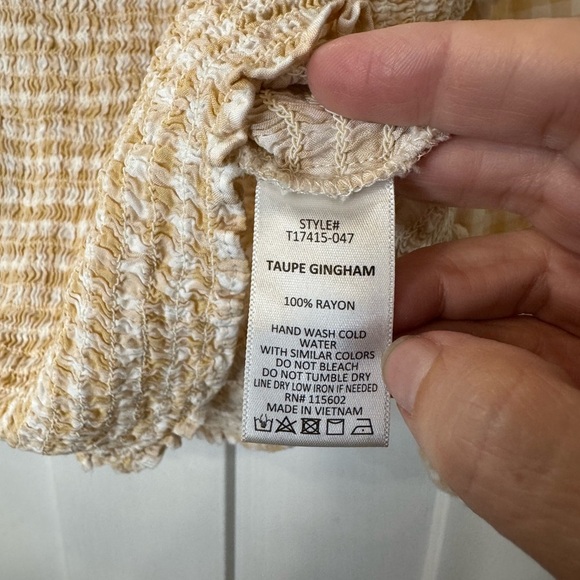 STYLE#
T17415-047
TAUPE GINGHAM
100% RAYON
HAND WASH COLD
WATER
WITH SIMILAR COLORS
DO NOT BLEACH
DO NOT TUMBLE DRY
LINE DRY LOW IRON IF NEEDED
RN# 115602
MADE IN VIETNAM